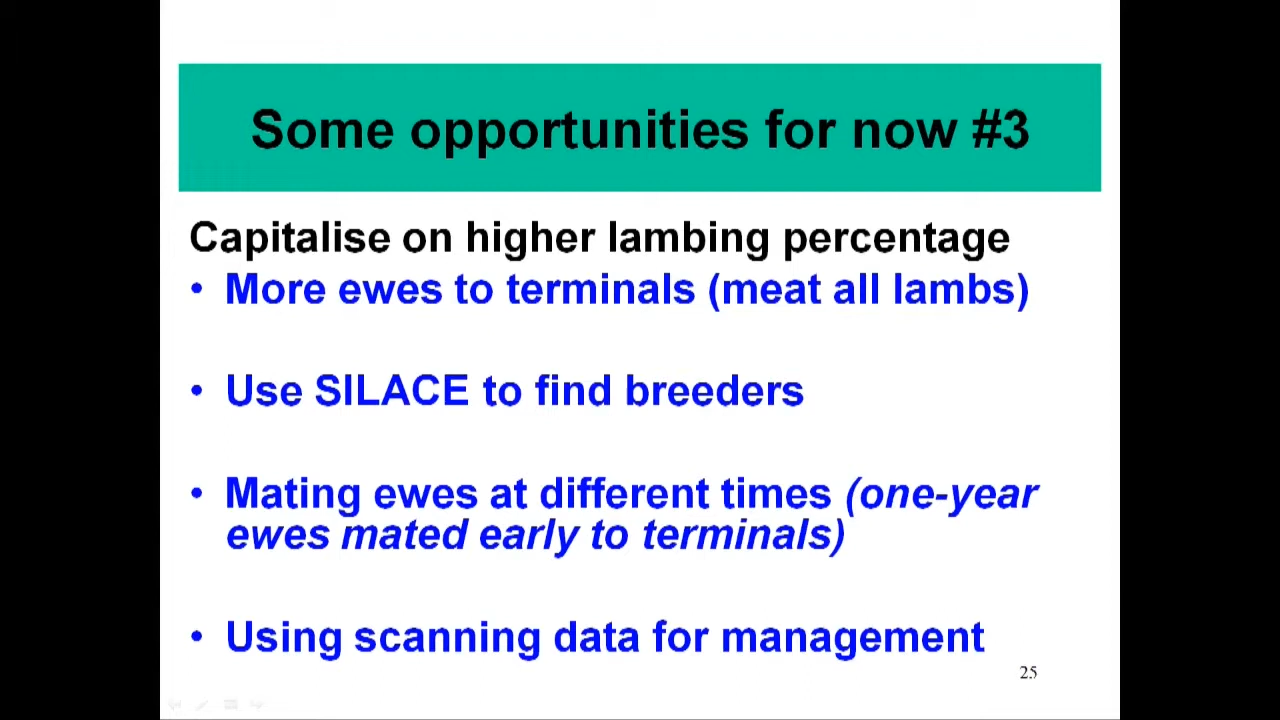 Some opportunities for now #3
Capitalise on higher lambing percentage
• More ewes to terminals (meat all lambs)
• Use SILACE to find breeders
• Mating ewes at different times (one-year
ewes mated early to terminals)
• Using scanning data for management
25